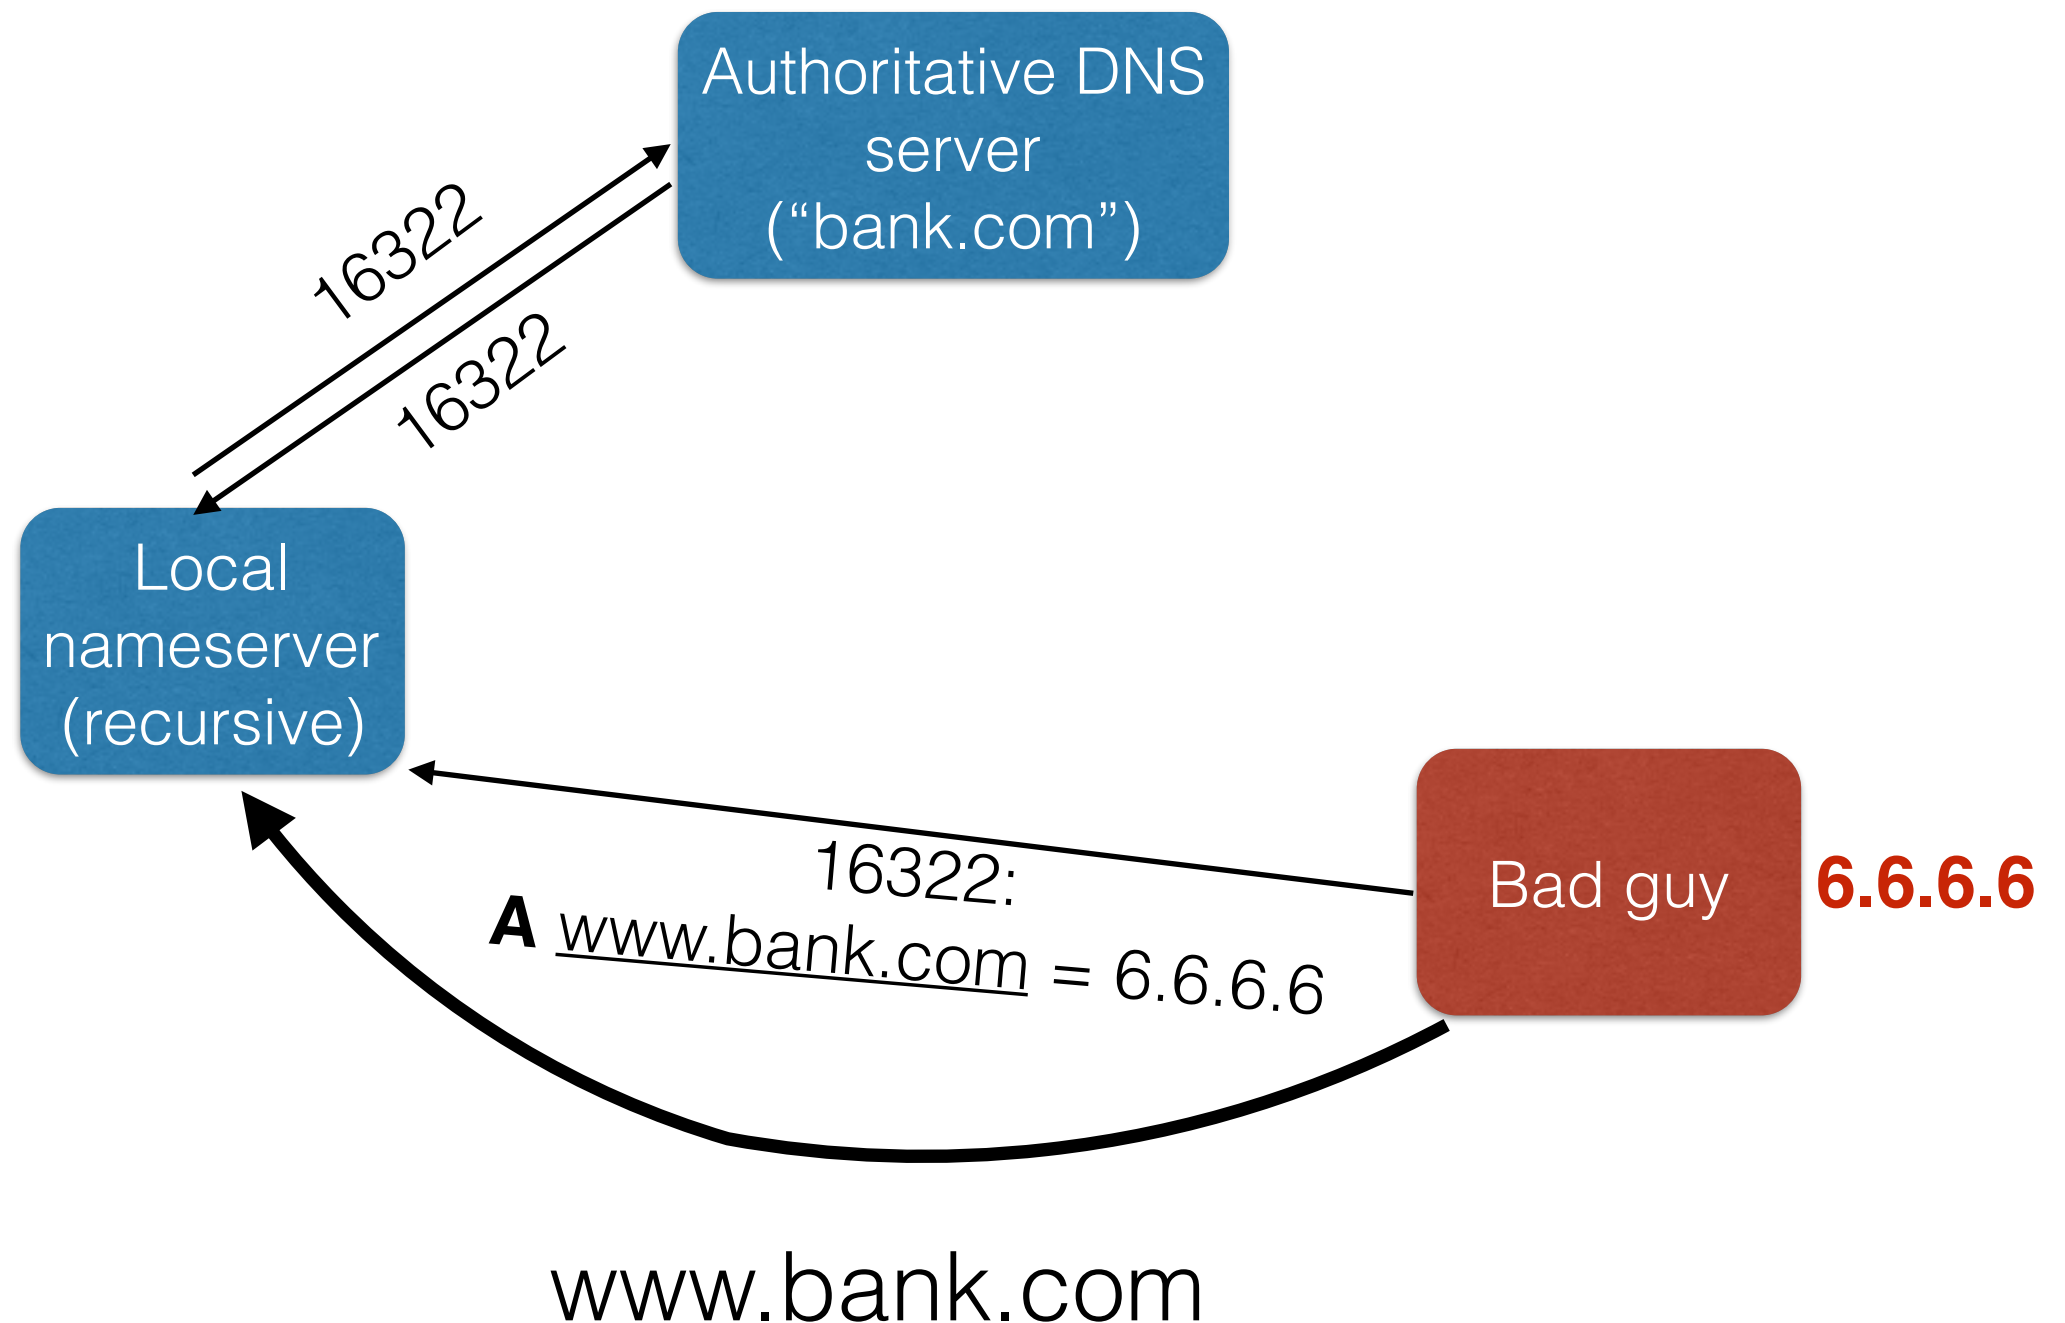 Authoritative DNS
server
(“bank.com”)
16322
16322
Local
nameserver
(recursive)
16322:
A www.bank.com = 6.6.6.6
Bad guy
6.6.6.6
www.bank.com